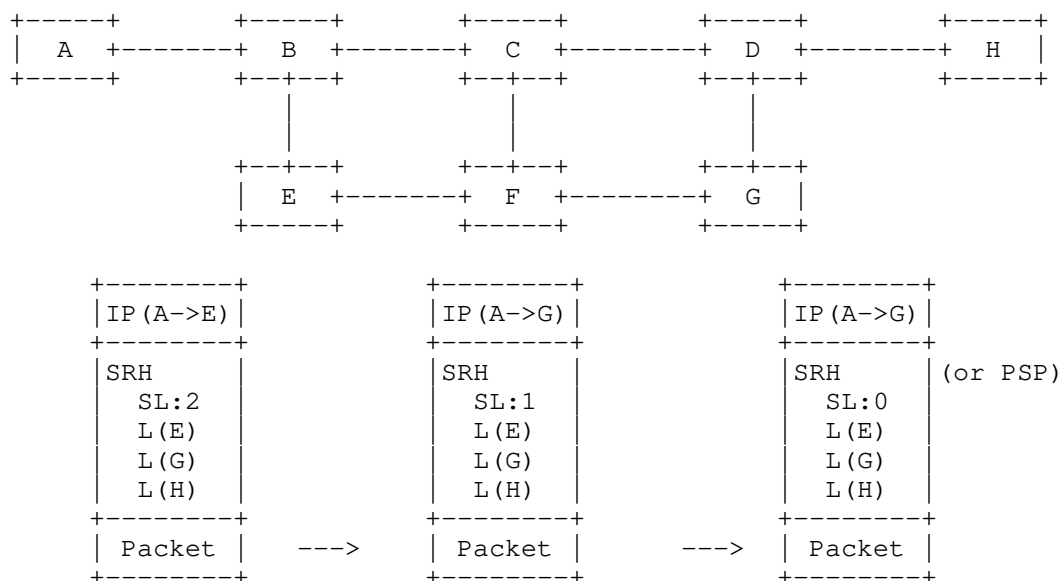 +-----+       +-----+       +-----+         +-----+         +-----+
|  A  +-------+  B  +-------+  C  +---------+  D  +---------+  H  |
+-----+       +--+--+       +--+--+         +--+--+         +-----+
|             |              |
|             |              |
+--+--+       +--+--+         +--+--+
|  E  +-------+  F  +---------+  G  |
+-----+       +-----+         +-----+
+--------+            +--------+            +--------+
|IP(A->E)|            |IP(A->G)|            |IP(A->G)|
+--------+            +--------+            +--------+
|SRH     |            |SRH     |            |SRH     |(or PSP)
|  SL:2  |            |  SL:1  |            |  SL:0  |
|  L(E)  |            |  L(E)  |            |  L(E)  |
|  L(G)  |            |  L(G)  |            |  L(G)  |
|  L(H)  |            |  L(H)  |            |  L(H)  |
+--------+            +--------+            +--------+
| Packet |    --->    | Packet |    --->    | Packet |
+--------+            +--------+            +--------+